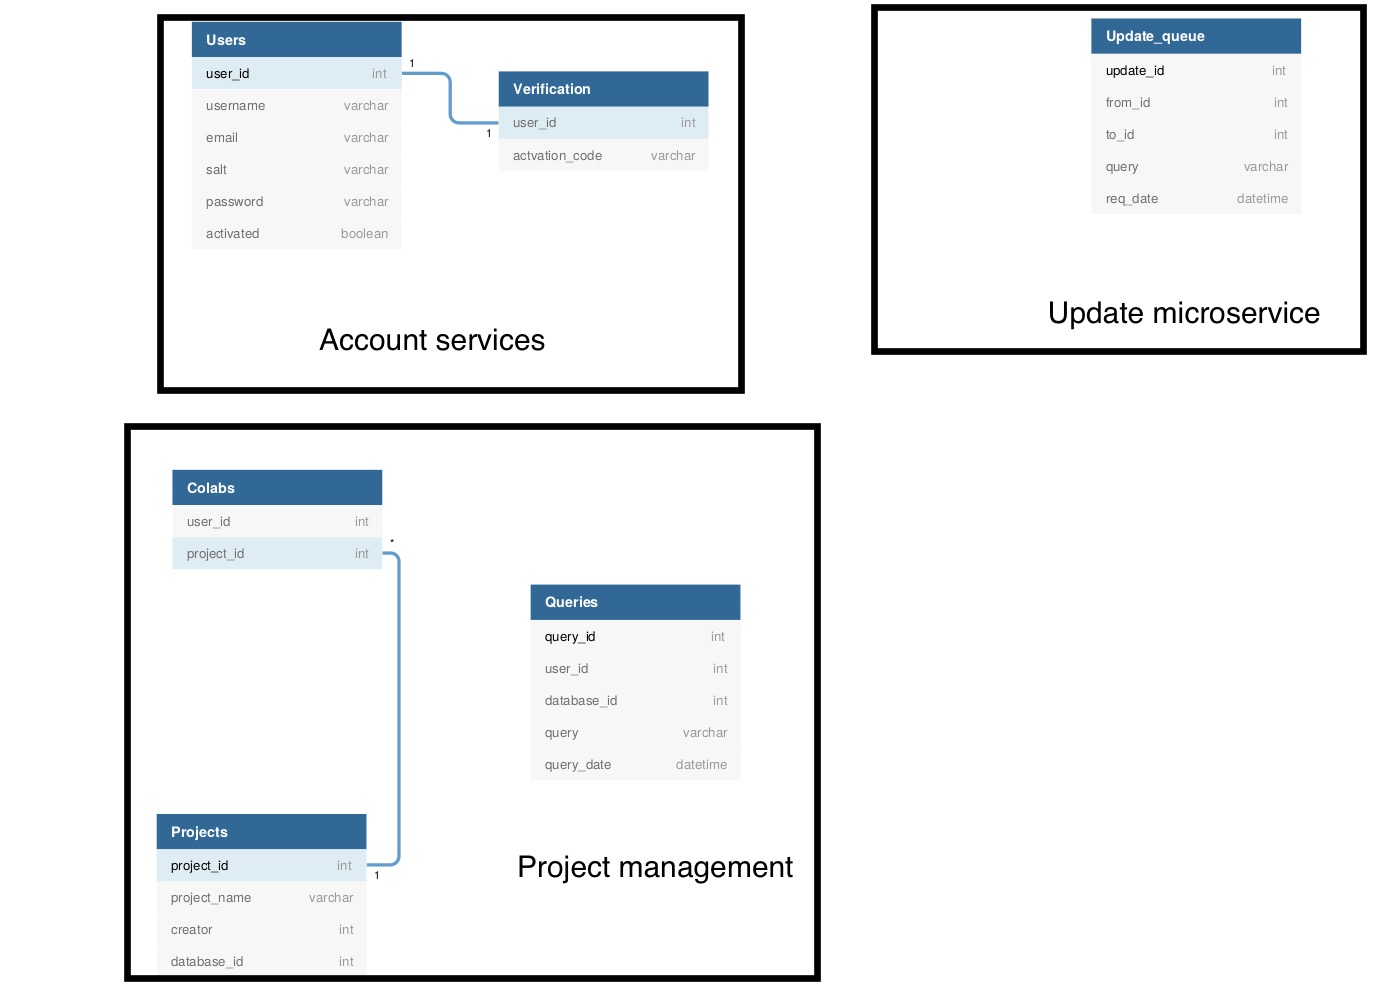 Users
user_id int
username varchar
email varchar
salt varchar
password varchar
activated boolean
1
1
Verification
user_id int
actvation_code varchar
Account services
Update_queue
update_id int
from_id int
to_id int
query varchar
req_date datetime
Update microservice
Colabs
user_id int
project_id int
*
Queries
query_id int
user_id int
database_id int
query varchar
query_date datetime
Projects
project_id int
1
project_name varchar
creator int
database_id int
Project management